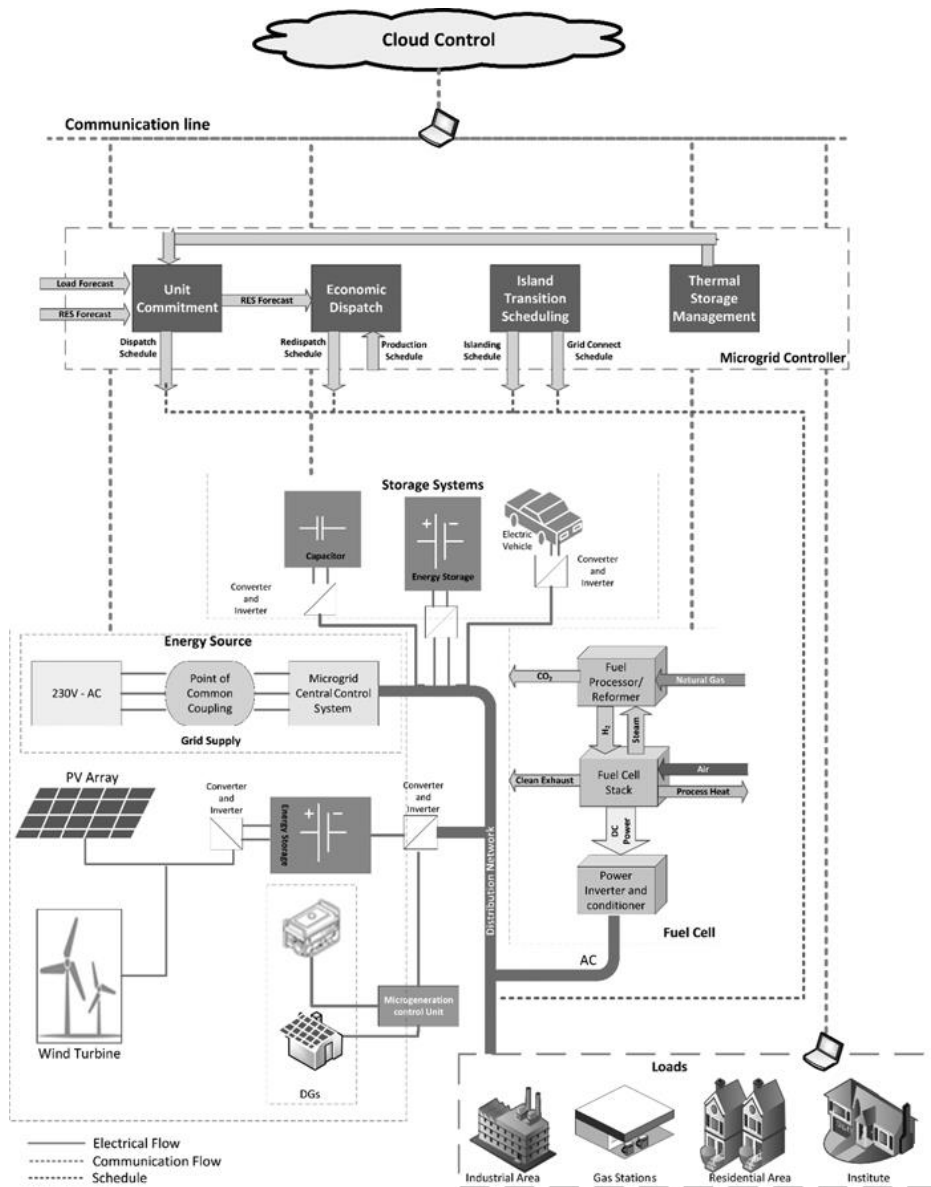 Cloud Control
Communication line
Load Forecast
RES Forecast
Unit
Commitment
RES Forecast
Economic
Dispatch
Island
Transition
Scheduling
Thermal
Storage
Management
Dispatch
Schedule
Redispatch
Schedule
Production
Schedule
Islanding
Schedule
Grid Connect
Schedule
Microgrid Controller
Storage Systems
Capacitor
Energy Storage
Electric
Vehicle
Converter
and
Inverter
Converter
and
Inverter
Energy Source
230V - AC
Point of
Common
Coupling
Microgrid
Central Control
System
Grid Supply
CO₂
Fuel
Processor/
Reformer
Natural Gas
H₂
Steam
Clean Exhaust
Fuel Cell
Stack
Air
Process Heat
DC
Power
Power
Inverter and
conditioner
Fuel Cell
AC
PV Array
Converter
and
Inverter
Energy Storage
Converter
and
Inverter
Distribution Network
Wind Turbine
Microgeneration
control Unit
DGs
Loads
Industrial Area
Gas Stations
Residential Area
Institute
Electrical Flow
Communication Flow
Schedule